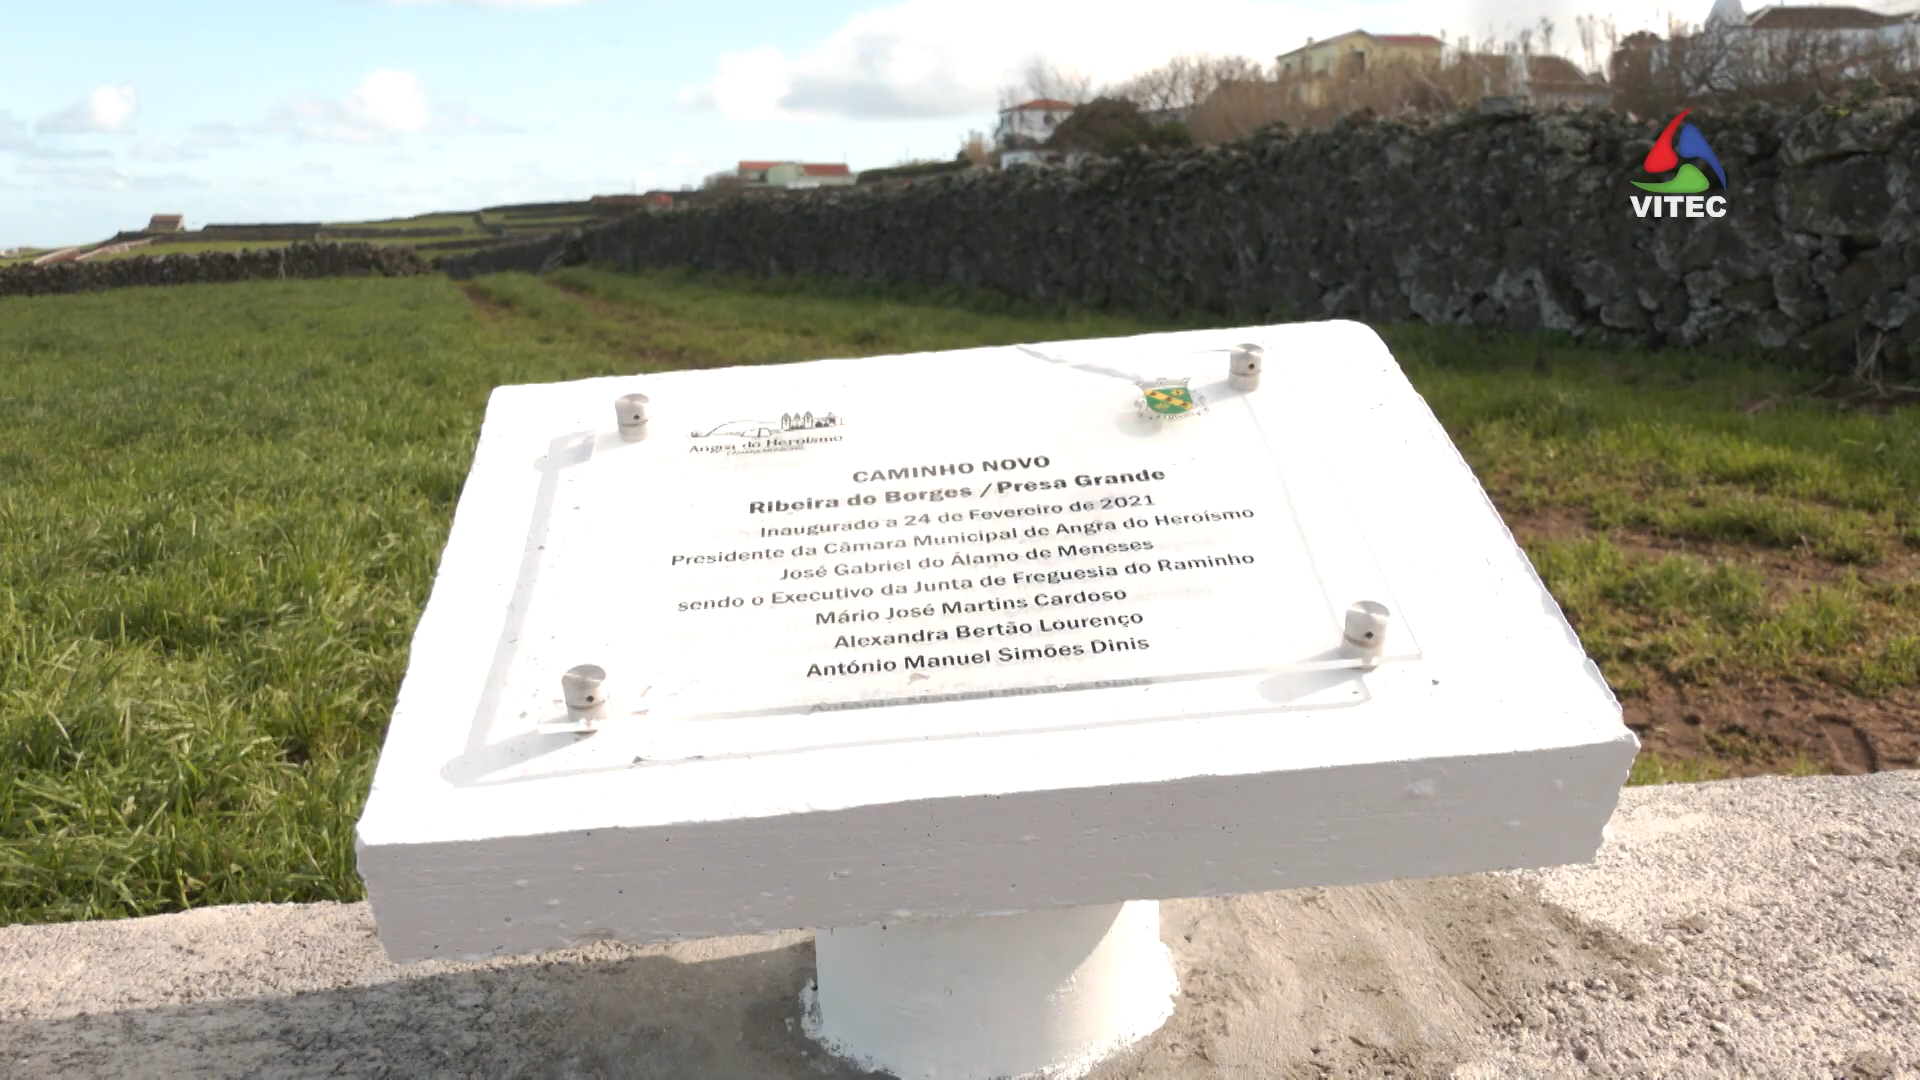 VITEC
Angra do Heroísmo
CÂMARA MUNICIPAL
CAMINHO NOVO
Ribeira do Borges / Presa Grande
Inaugurado a 24 de Fevereiro de 2021
Presidente da Câmara Municipal de Angra do Heroísmo
José Gabriel do Álamo de Meneses
sendo o Executivo da Junta de Freguesia do Raminho
Mário José Martins Cardoso
Alexandra Bertão Lourenço
António Manuel Simões Dinis